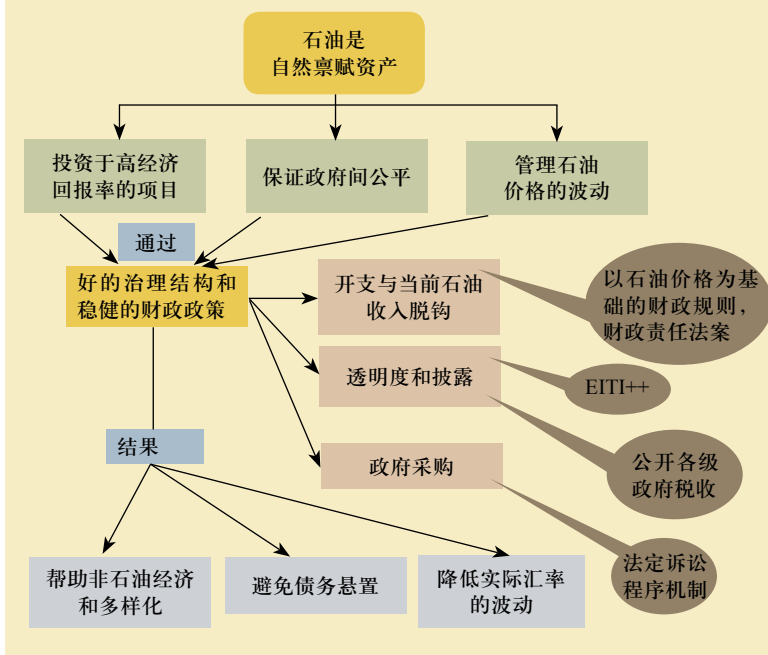 石油是
自然禀赋资产
投资于高经济
回报率的项目
保证政府间公平
管理石油
价格的波动
通过
好的治理结构和
稳健的财政政策
开支与当前石油
收入脱钩
以石油价格为基
础的财政规则，
财政责任法案
透明度和披露
EITI++
结果
政府采购
公开各级
政府税收
帮助非石油经济
和多样化
避免债务悬置
降低实际汇率
的波动
法定诉讼
程序机制